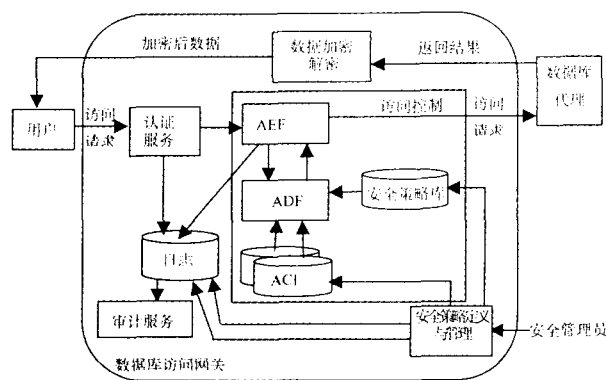 加密后数据
数据加密
解密
返回结果
数据库
代理
用户
访问
请求
认证
服务
AEF
访问控制
访问
请求
ADF
安全策略库
日志
ACI
审计服务
安全策略定义
与管理
安全管理员
数据库访问网关